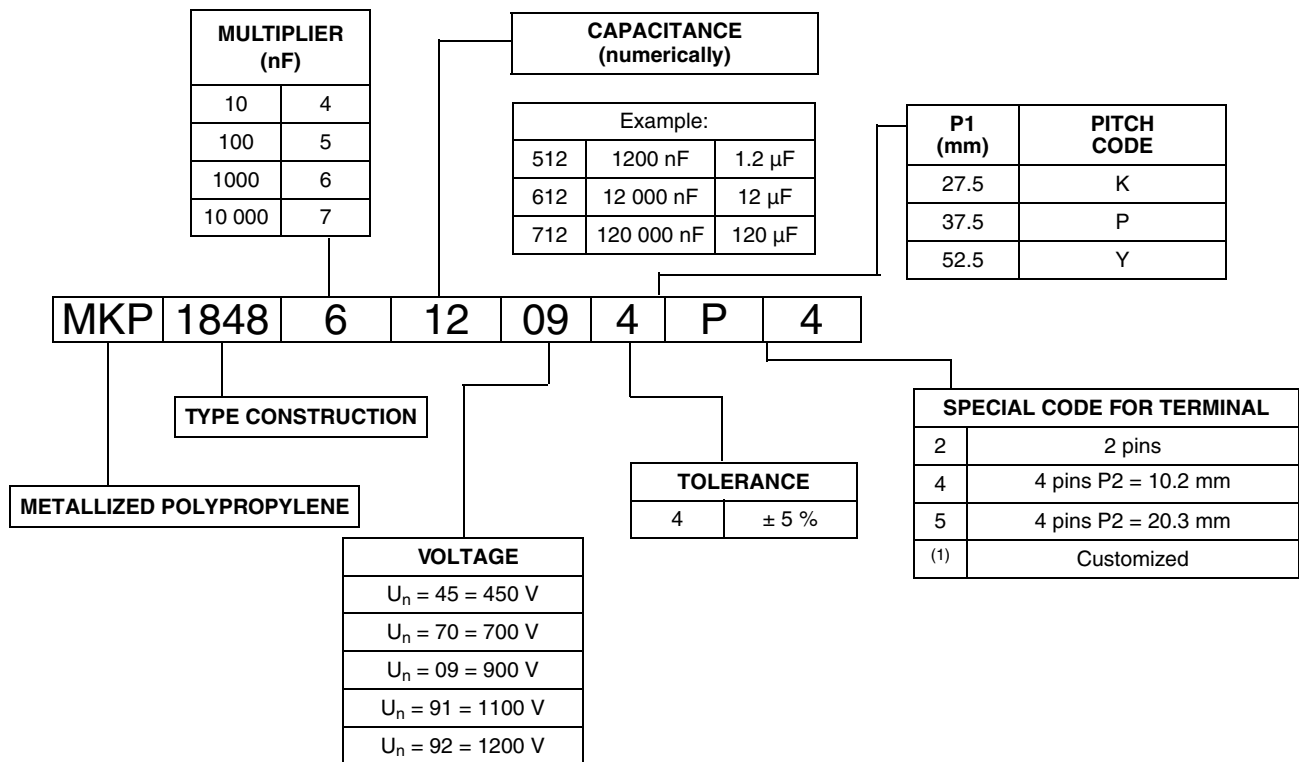 MULTIPLIER
(nF)
10 4
100 5
1000 6
10 000 7
CAPACITANCE
(numerically)
Example:
512 1200 nF 1.2 µF
612 12 000 nF 12 µF
712 120 000 nF 120 µF
P1
(mm) PITCH
CODE
27.5 K
37.5 P
52.5 Y
MKP 1848 6 12 09 4 P 4
TYPE CONSTRUCTION
METALLIZED POLYPROPYLENE
VOLTAGE
Un = 45 = 450 V
Un = 70 = 700 V
Un = 09 = 900 V
Un = 91 = 1100 V
Un = 92 = 1200 V
TOLERANCE
4 ± 5 %
SPECIAL CODE FOR TERMINAL
2 2 pins
4 4 pins P2 = 10.2 mm
5 4 pins P2 = 20.3 mm
(1) Customized